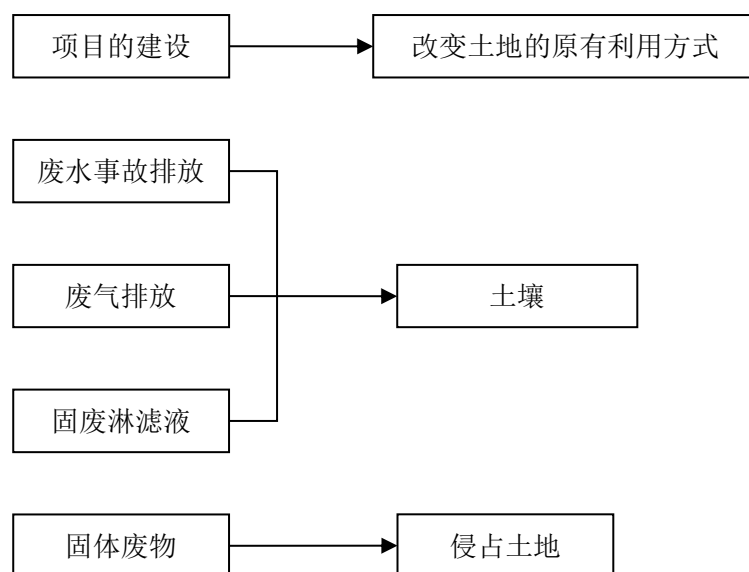 项目的建设
改变土地的原有利用方式
废水事故排放
废气排放
土壤
固废淋滤液
固体废物
侵占土地